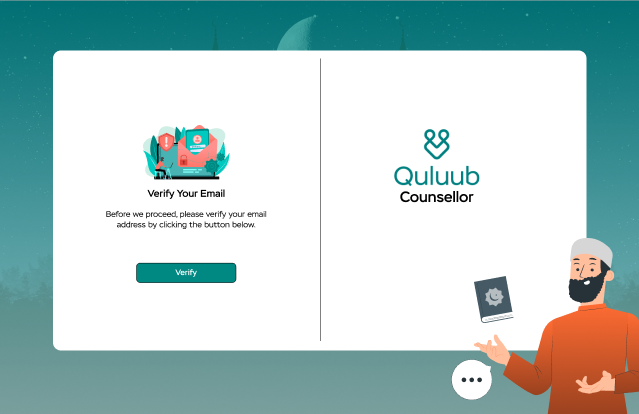 Verify Your Email
Before we proceed, please verify your email
address by clicking the button below.
Verify
Quluub
Counsellor